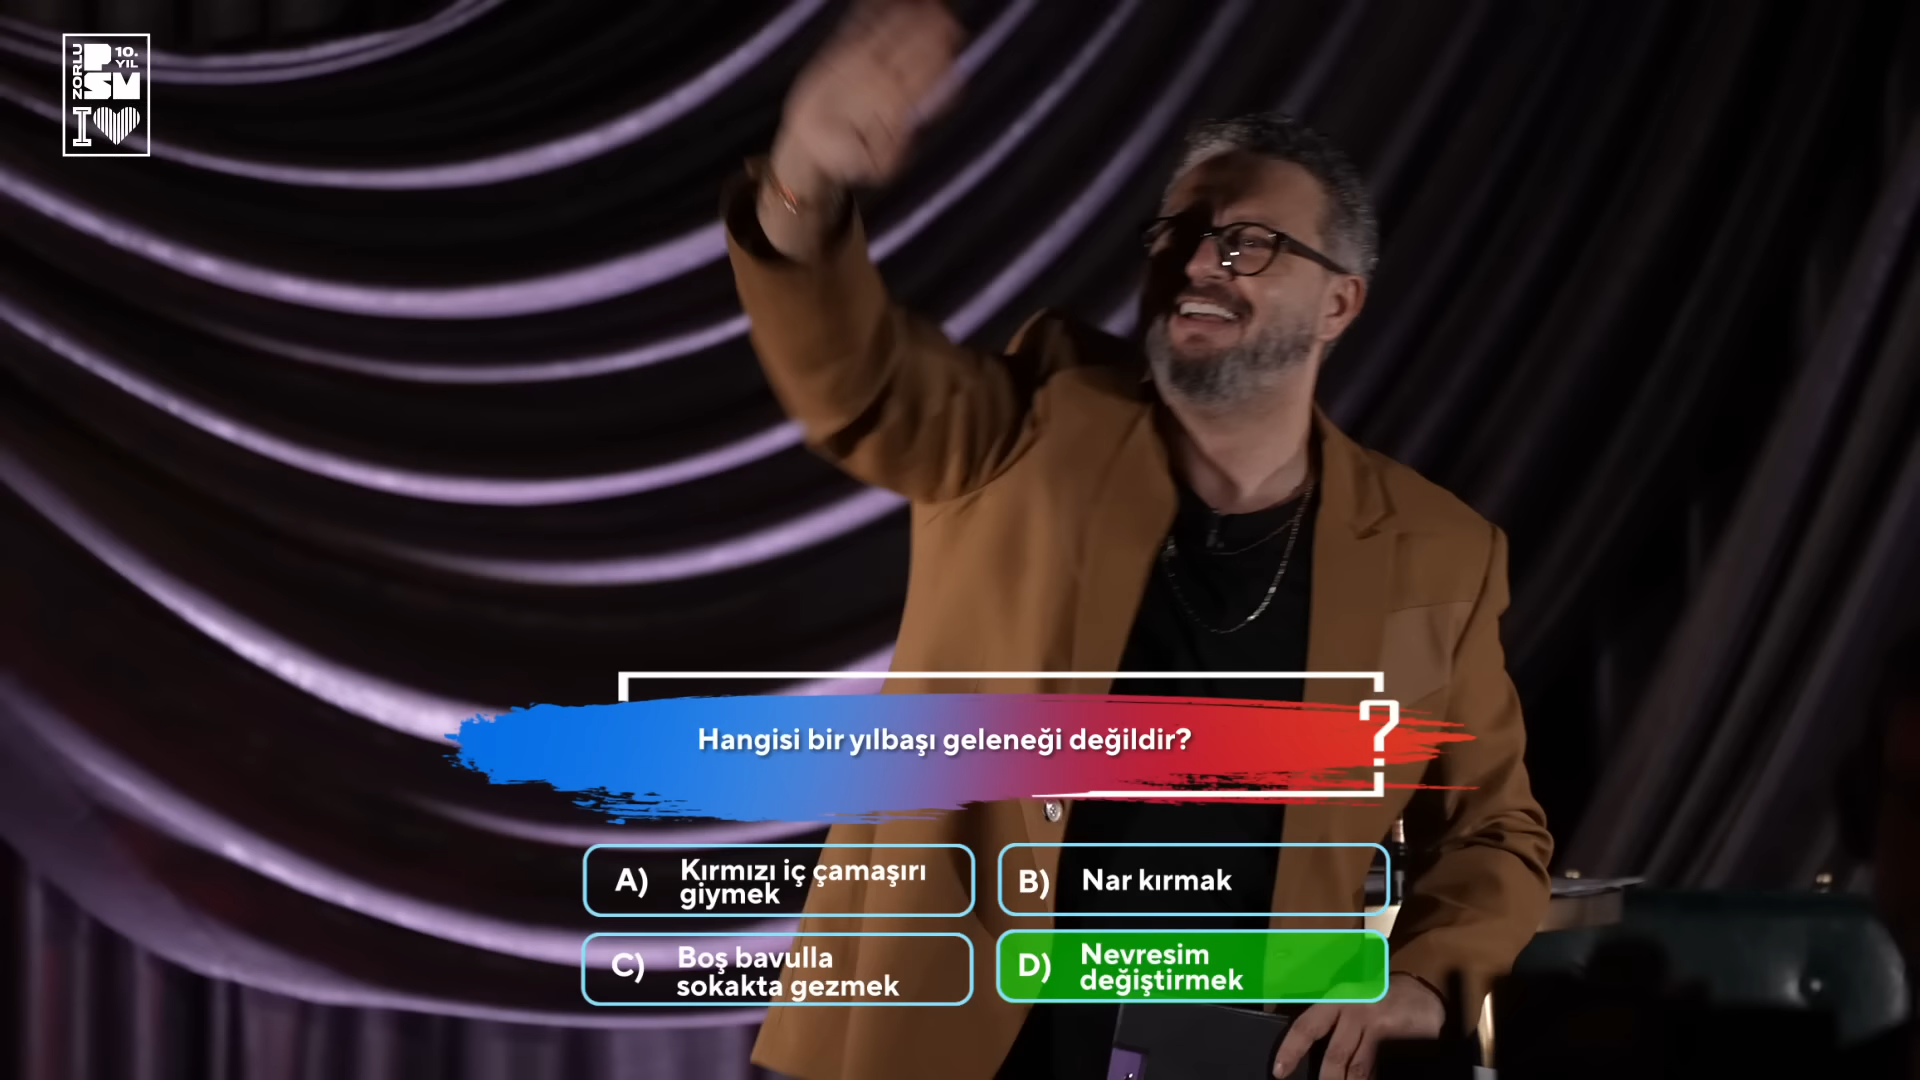 ZORLU
PSM
10.
YIL
I
Hangisi bir yılbaşı geleneği değildir?
?
A) Kırmızı iç çamaşırı
giymek
B) Nar kırmak
C) Boş bavulla
sokakta gezmek
D) Nevresim
değiştirmek